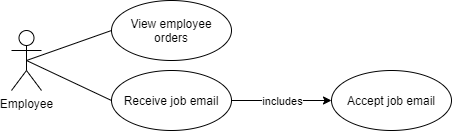 View employee
orders
Employee
Receive job email
includes
Accept job email